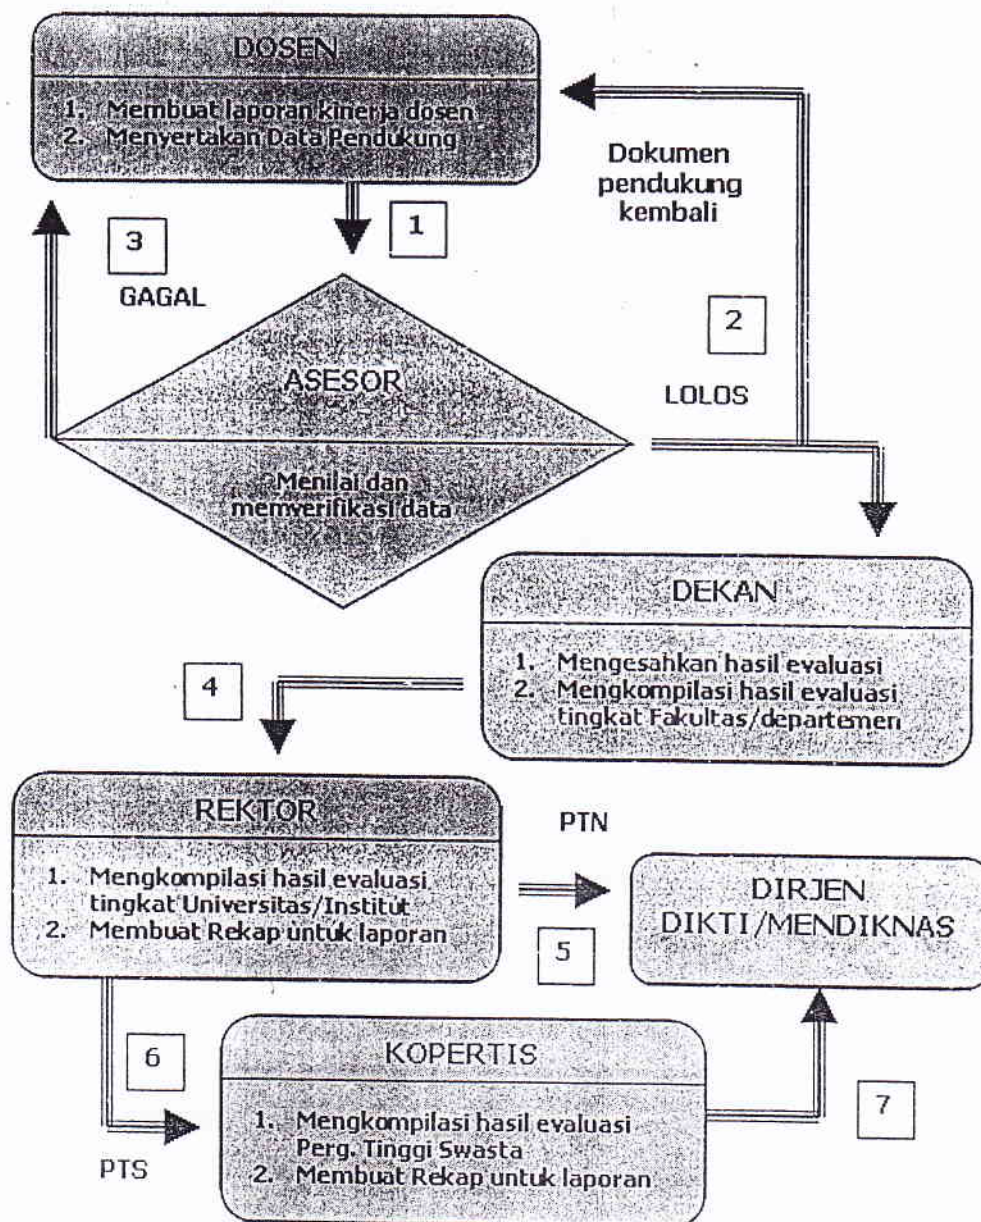 DOSEN
1. Membuat laporan kinerja dosen
2. Menyertakan Data Pendukung
Dokumen
pendukung
kembali
1
3
GAGAL
2
LOLOS
ASESOR
Menilai dan
memverifikasi data
DEKAN
1. Mengesahkan hasil evaluasi
2. Mengkompilasi hasil evaluasi
tingkat Fakultas/departemen
4
REKTOR
1. Mengkompilasi hasil evaluasi
tingkat Universitas/Institut
2. Membuat Rekap untuk laporan
PTN
5
DIRJEN
DIKTI/MENDIKNAS
6
PTS
KOPERTIS
1. Mengkompilasi hasil evaluasi
Perg. Tinggi Swasta
2. Membuat Rekap untuk laporan
7